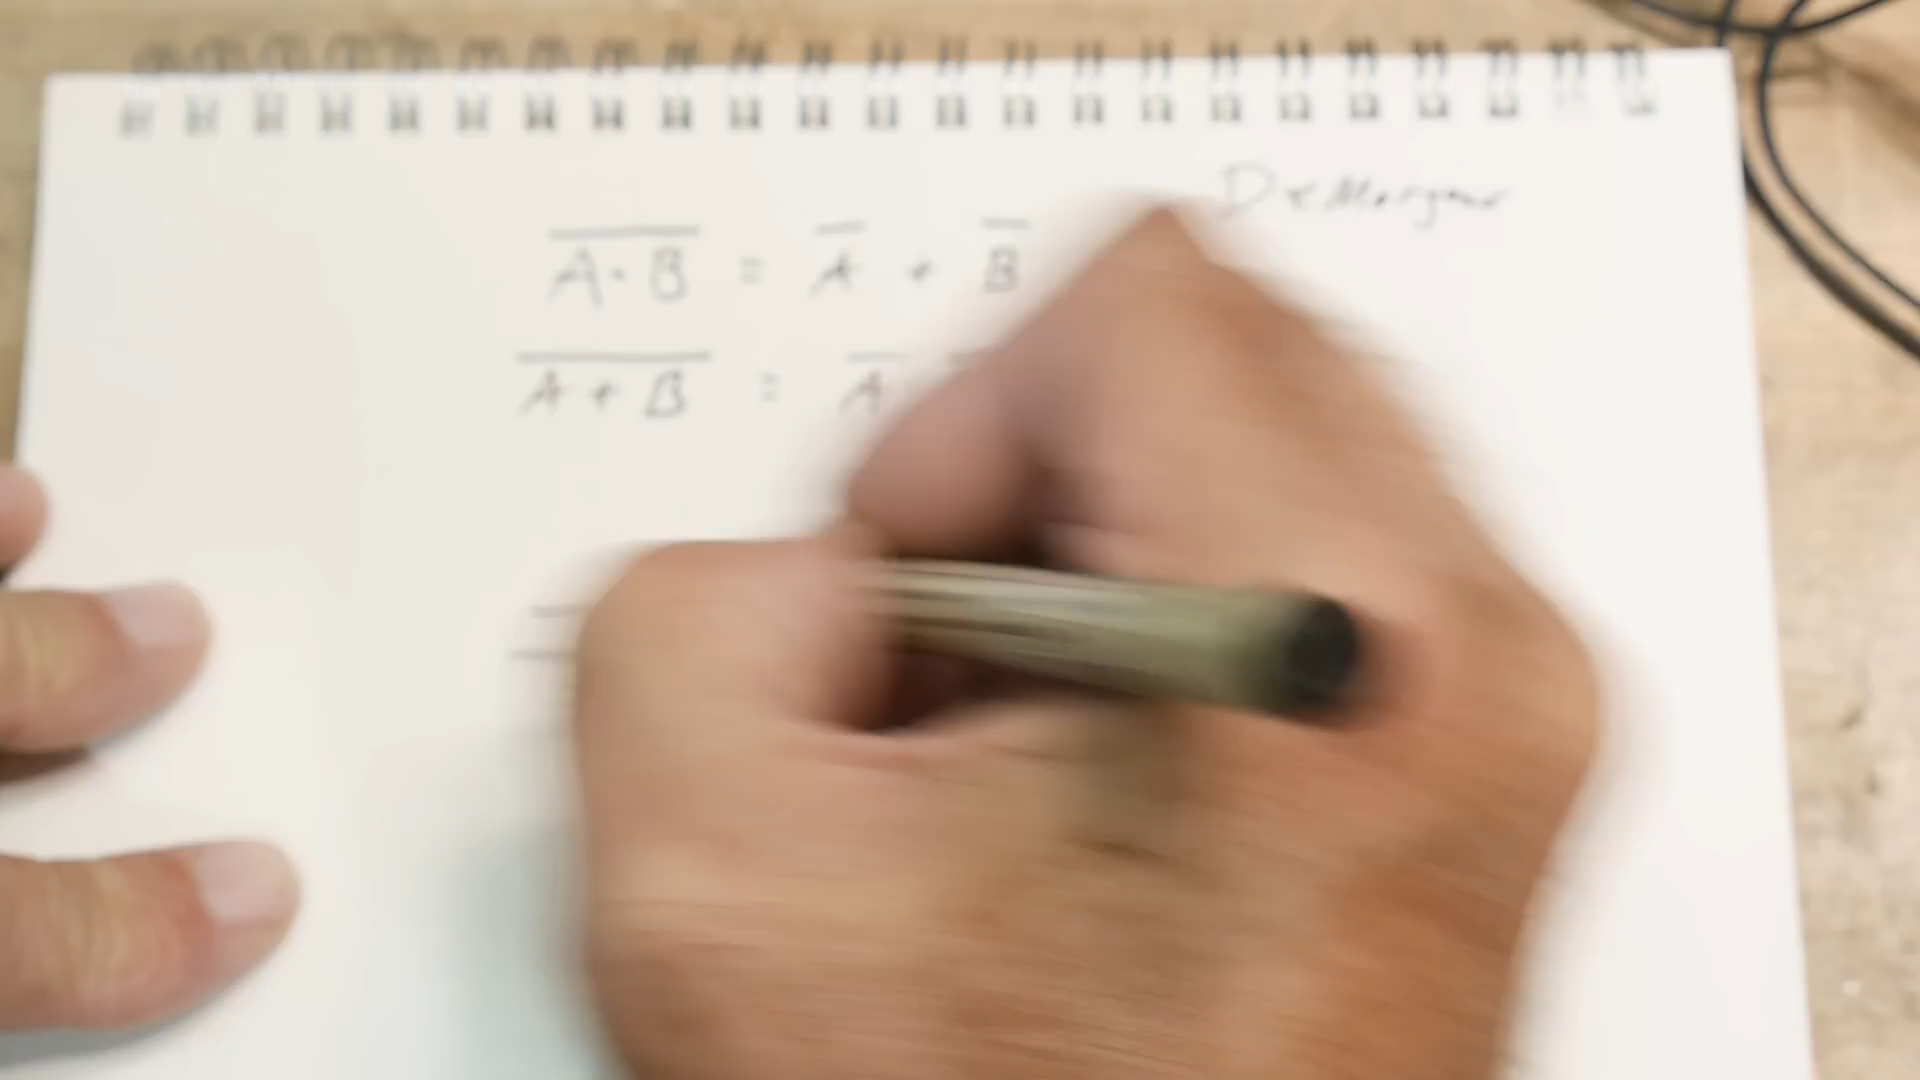 DeMorgan
A̅ ̅·̅ ̅B̅ = A̅ + B̅
A̅ ̅+̅ ̅B̅ = A̅